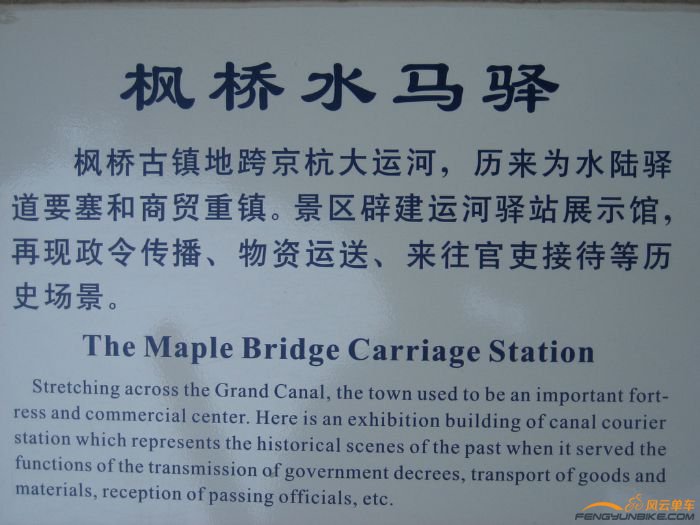 枫桥水马驿
枫桥古镇地跨京杭大运河，历来为水陆驿
道要塞和商贸重镇。景区辟建运河驿站展示馆，
再现政令传播、物资运送、来往官吏接待等历
史场景。
The Maple Bridge Carriage Station
Stretching across the Grand Canal, the town used to be an important fort-
ress and commercial center. Here is an exhibition building of canal courier
station which represents the historical scenes of the past when it served the
functions of the transmission of government decrees, transport of goods and
materials, reception of passing officials, etc.
风云单车
FENGYUNBIKE.COM